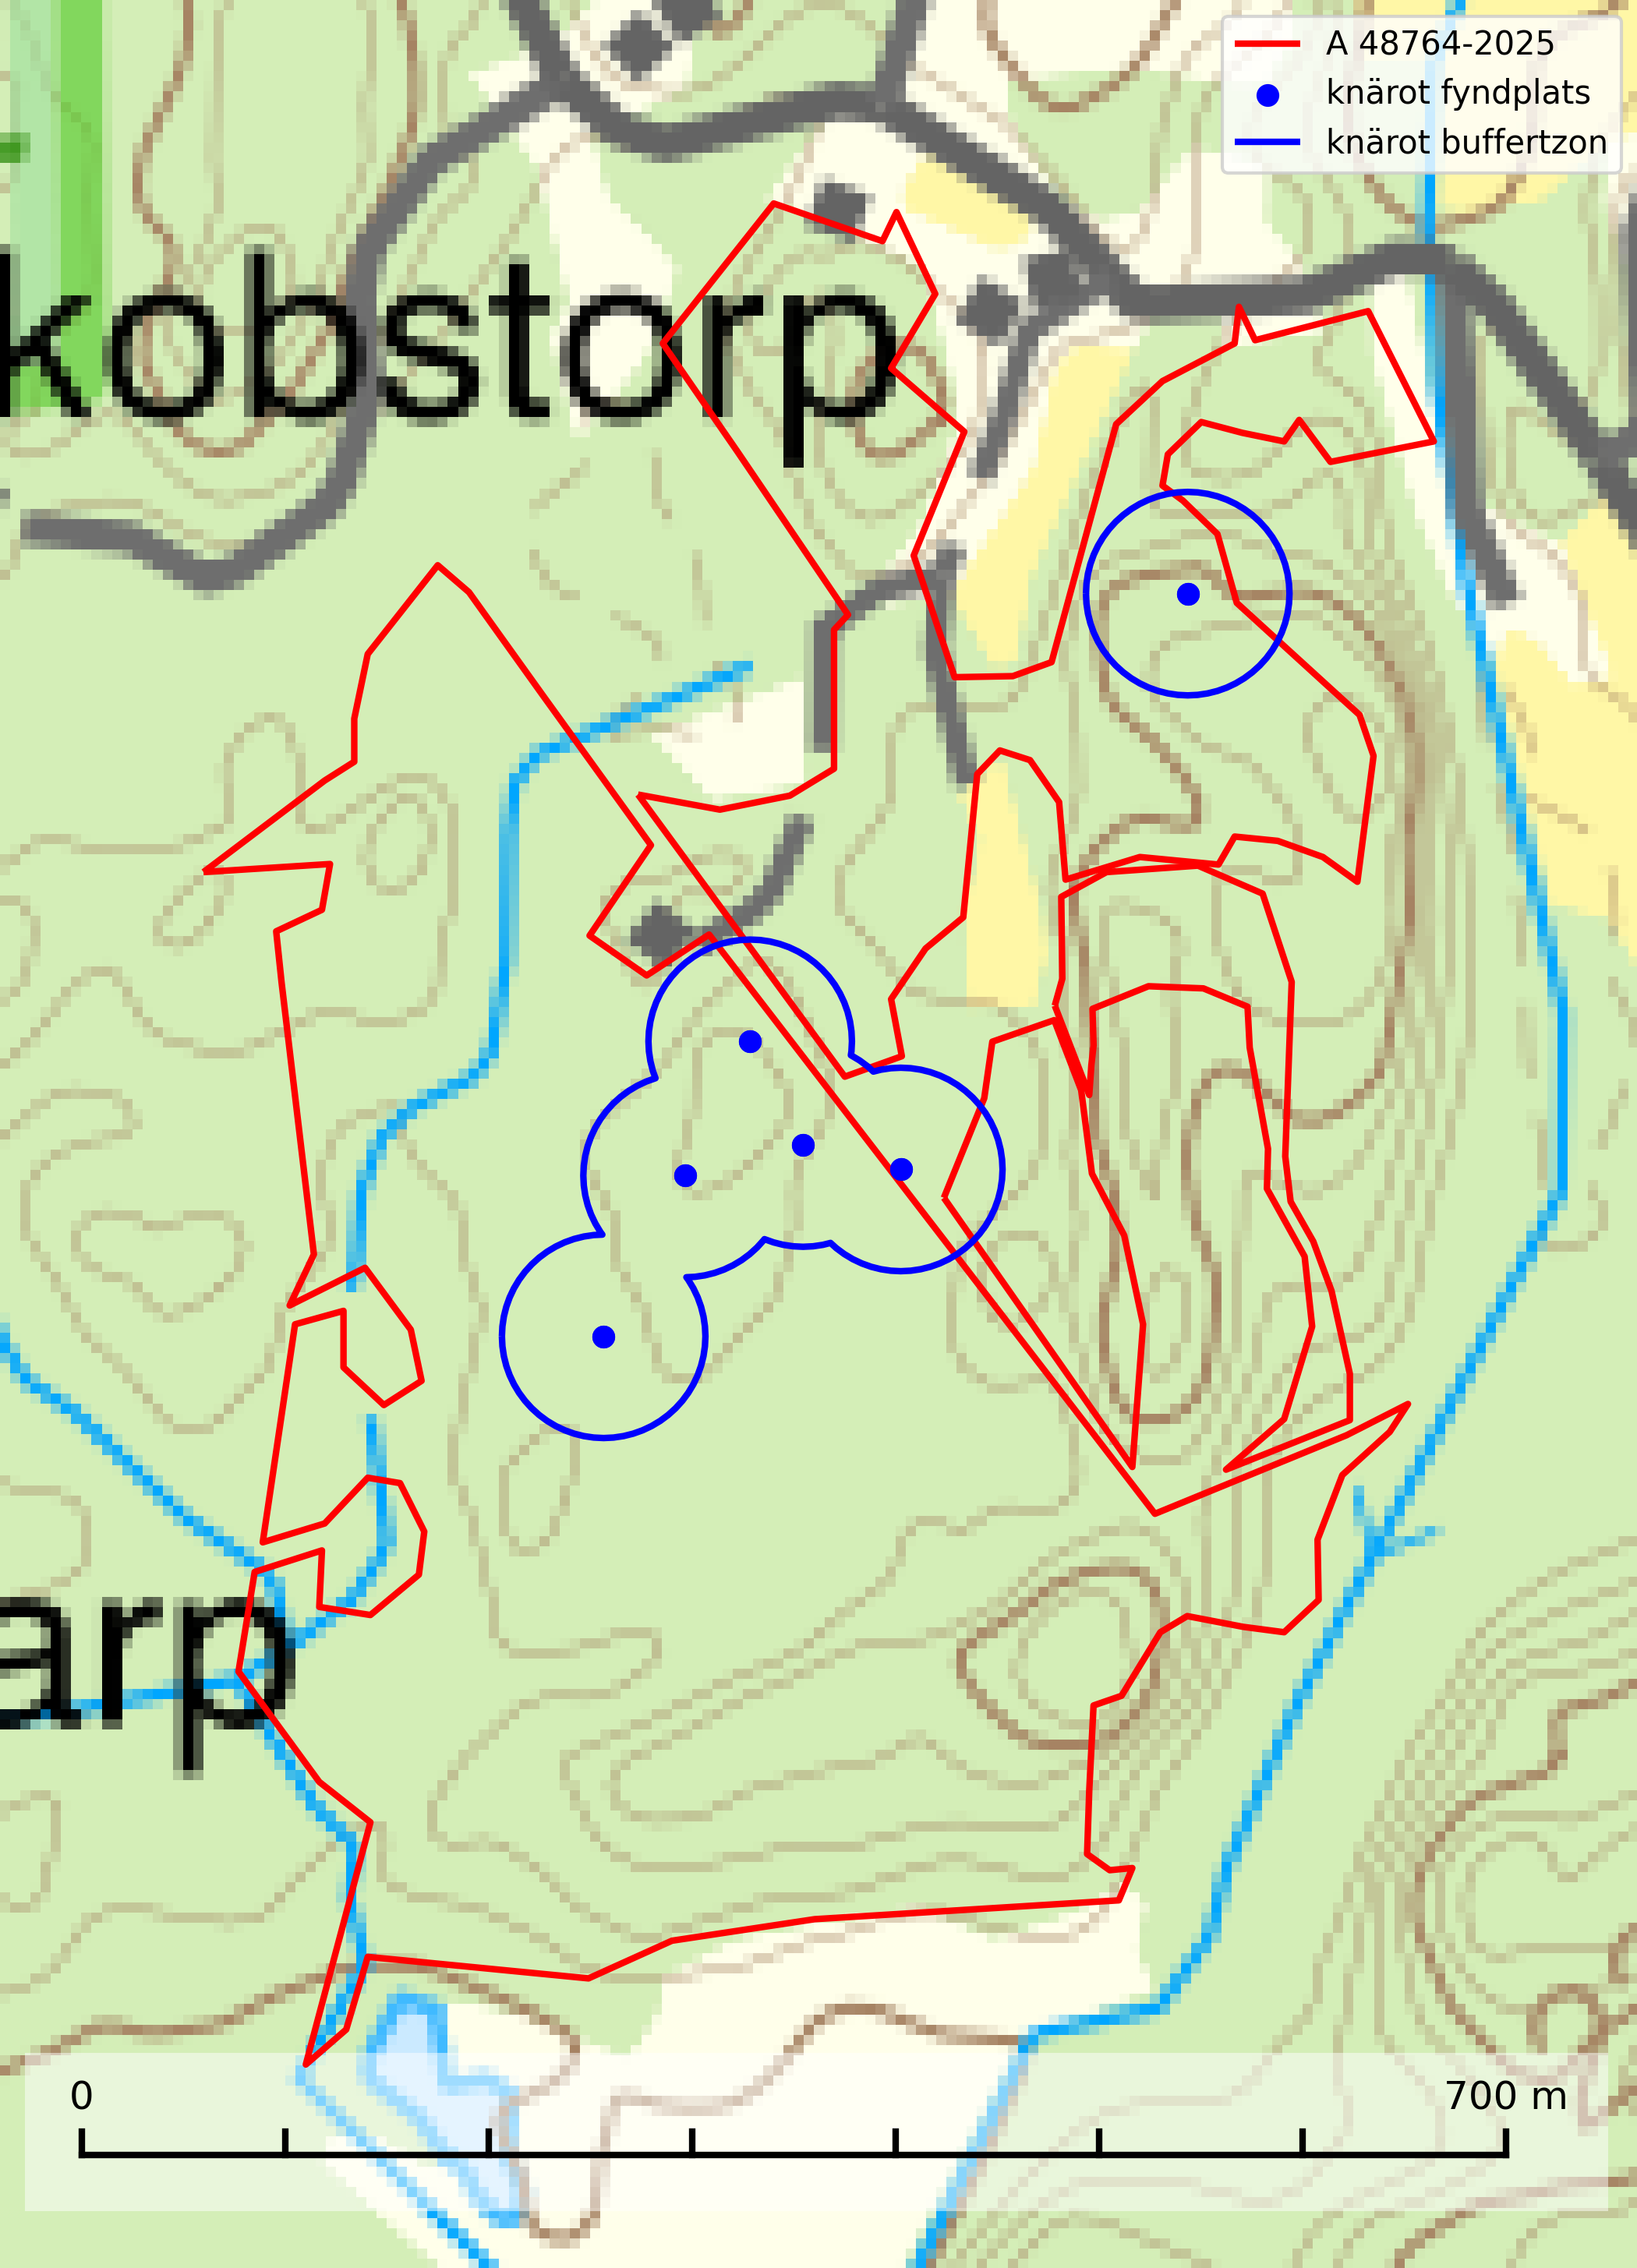 A 48764-2025
knärot fyndplats
knärot buffertzon
kobstorp
arp
0 700 m